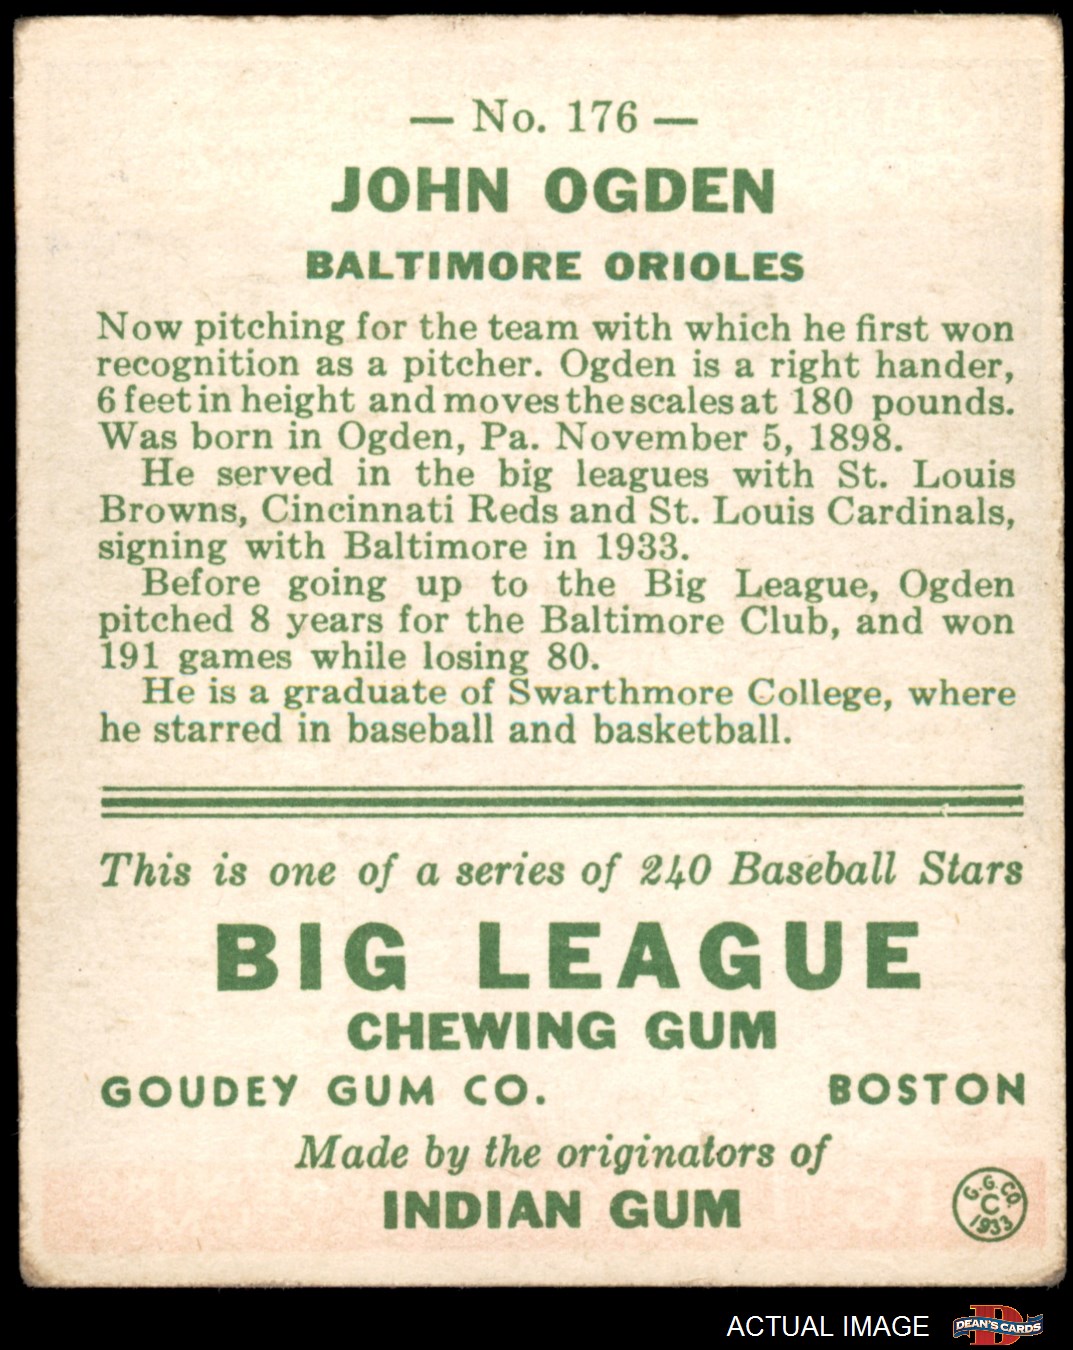 — No. 176 —
JOHN OGDEN
BALTIMORE ORIOLES
Now pitching for the team with which he first won
recognition as a pitcher. Ogden is a right hander,
6 feet in height and moves the scales at 180 pounds.
Was born in Ogden, Pa. November 5, 1898.
He served in the big leagues with St. Louis
Browns, Cincinnati Reds and St. Louis Cardinals,
signing with Baltimore in 1933.
Before going up to the Big League, Ogden
pitched 8 years for the Baltimore Club, and won
191 games while losing 80.
He is a graduate of Swarthmore College, where
he starred in baseball and basketball.
This is one of a series of 240 Baseball Stars
BIG LEAGUE
CHEWING GUM
GOUDEY GUM CO. BOSTON
Made by the originators of
INDIAN GUM
G.G.CO.
C
1933
ACTUAL IMAGE
D
DEAN'S CARDS